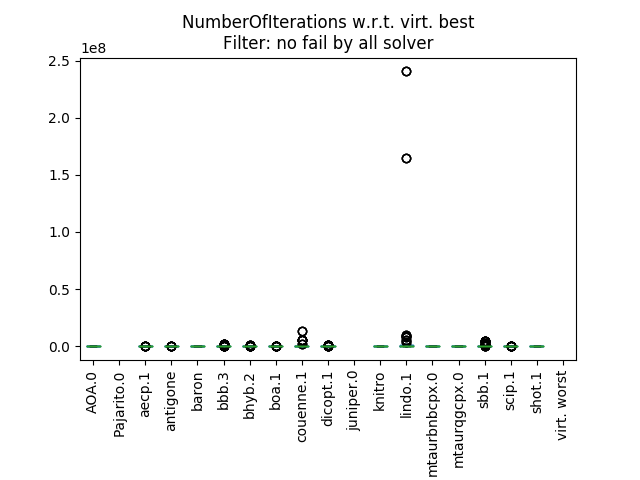 NumberOfIterations w.r.t. virt. best
Filter: no fail by all solver
1e8
2.5
2.0
1.5
1.0
0.5
0.0
AOA.0
Pajarito.0
aecp.1
antigone
baron
bbb.3
bhyb.2
boa.1
couenne.1
dicopt.1
juniper.0
knitro
lindo.1
mtaurbnbcpx.0
mtaurqgcpx.0
sbb.1
scip.1
shot.1
virt. worst